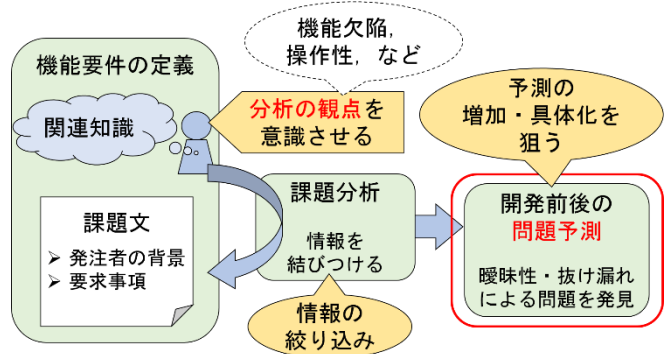 機能要件の定義
関連知識
機能欠陥,
操作性, など
分析の観点を
意識させる
課題文
➢ 発注者の背景
➢ 要求事項
課題分析
情報を
結びつける
情報の
絞り込み
予測の
増加・具体化を
狙う
開発前後の
問題予測
曖昧性・抜け漏れ
による問題を発見